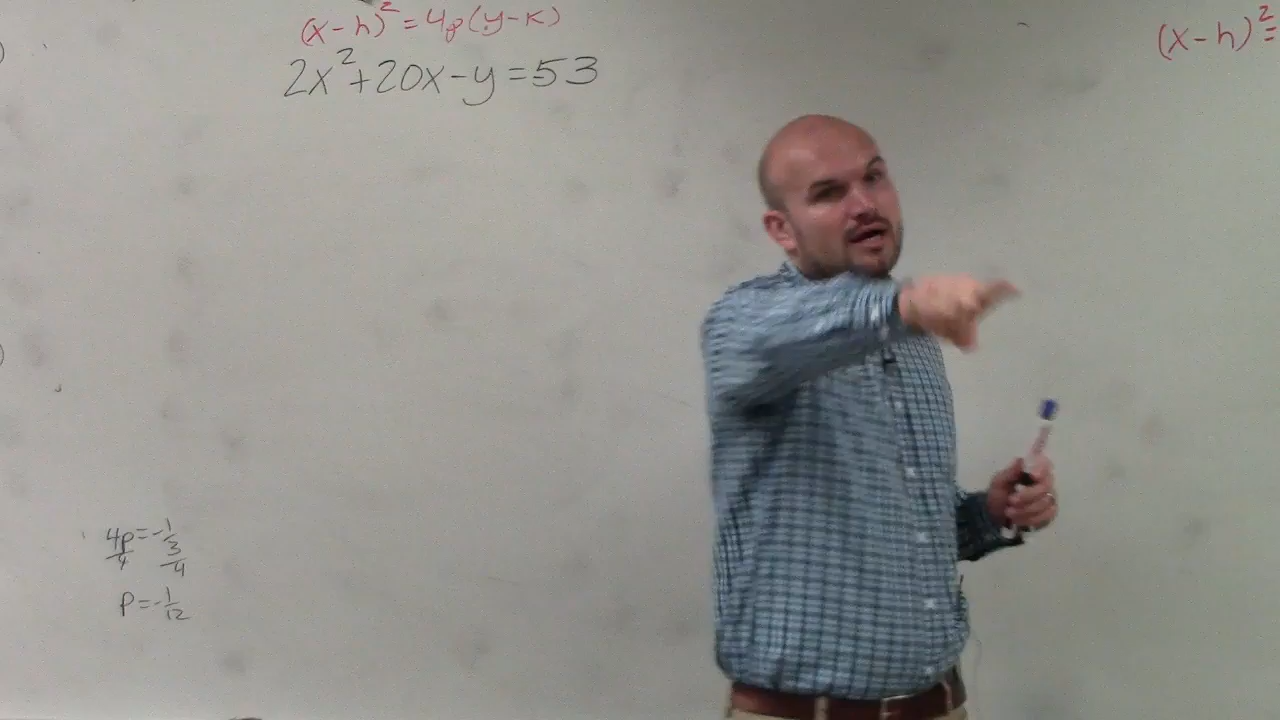 (x-h)² = 4p(y-k)
2x²+20x-y=53
(x-h)² =
4p = -1/3
/4 /4
p = -1/12